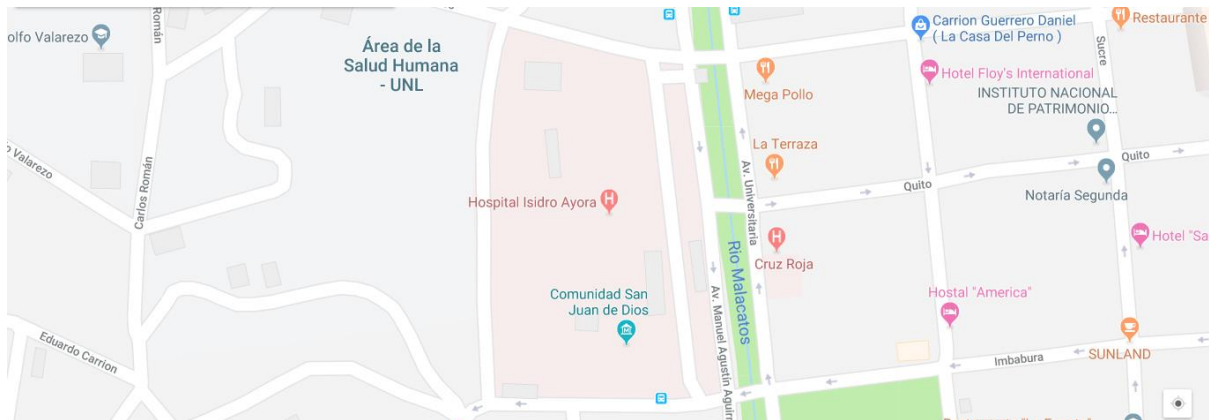 olfo Valarezo
Román
Área de la
Salud Humana
- UNL
Carrion Guerrero Daniel
( La Casa Del Perno )
Restaurante
Sucre
Hotel Floy's International
INSTITUTO NACIONAL
DE PATRIMONIO...
Mega Pollo
La Terraza
Valarezo
Carlos Román
Quito
Quito
Notaría Segunda
Hospital Isidro Ayora
H
Av. Universitaria
H
Cruz Roja
Rio Malacatos
Hotel "Sa
Comunidad San
Juan de Dios
Av. Manuel Agustín Aguirr
Hostal "America"
Eduardo Carrion
Imbabura
SUNLAND